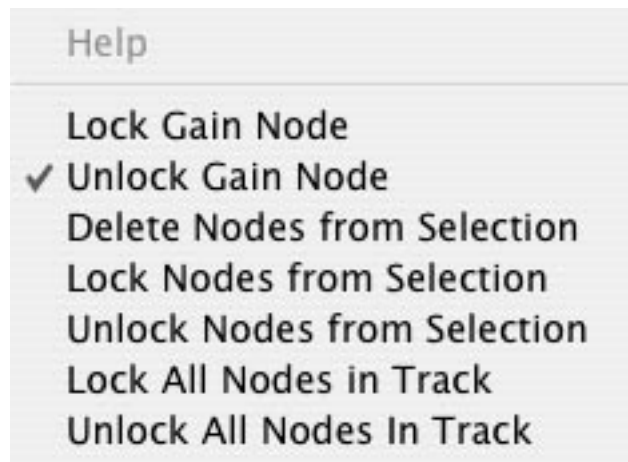 Help
Lock Gain Node
✓ Unlock Gain Node
Delete Nodes from Selection
Lock Nodes from Selection
Unlock Nodes from Selection
Lock All Nodes in Track
Unlock All Nodes In Track